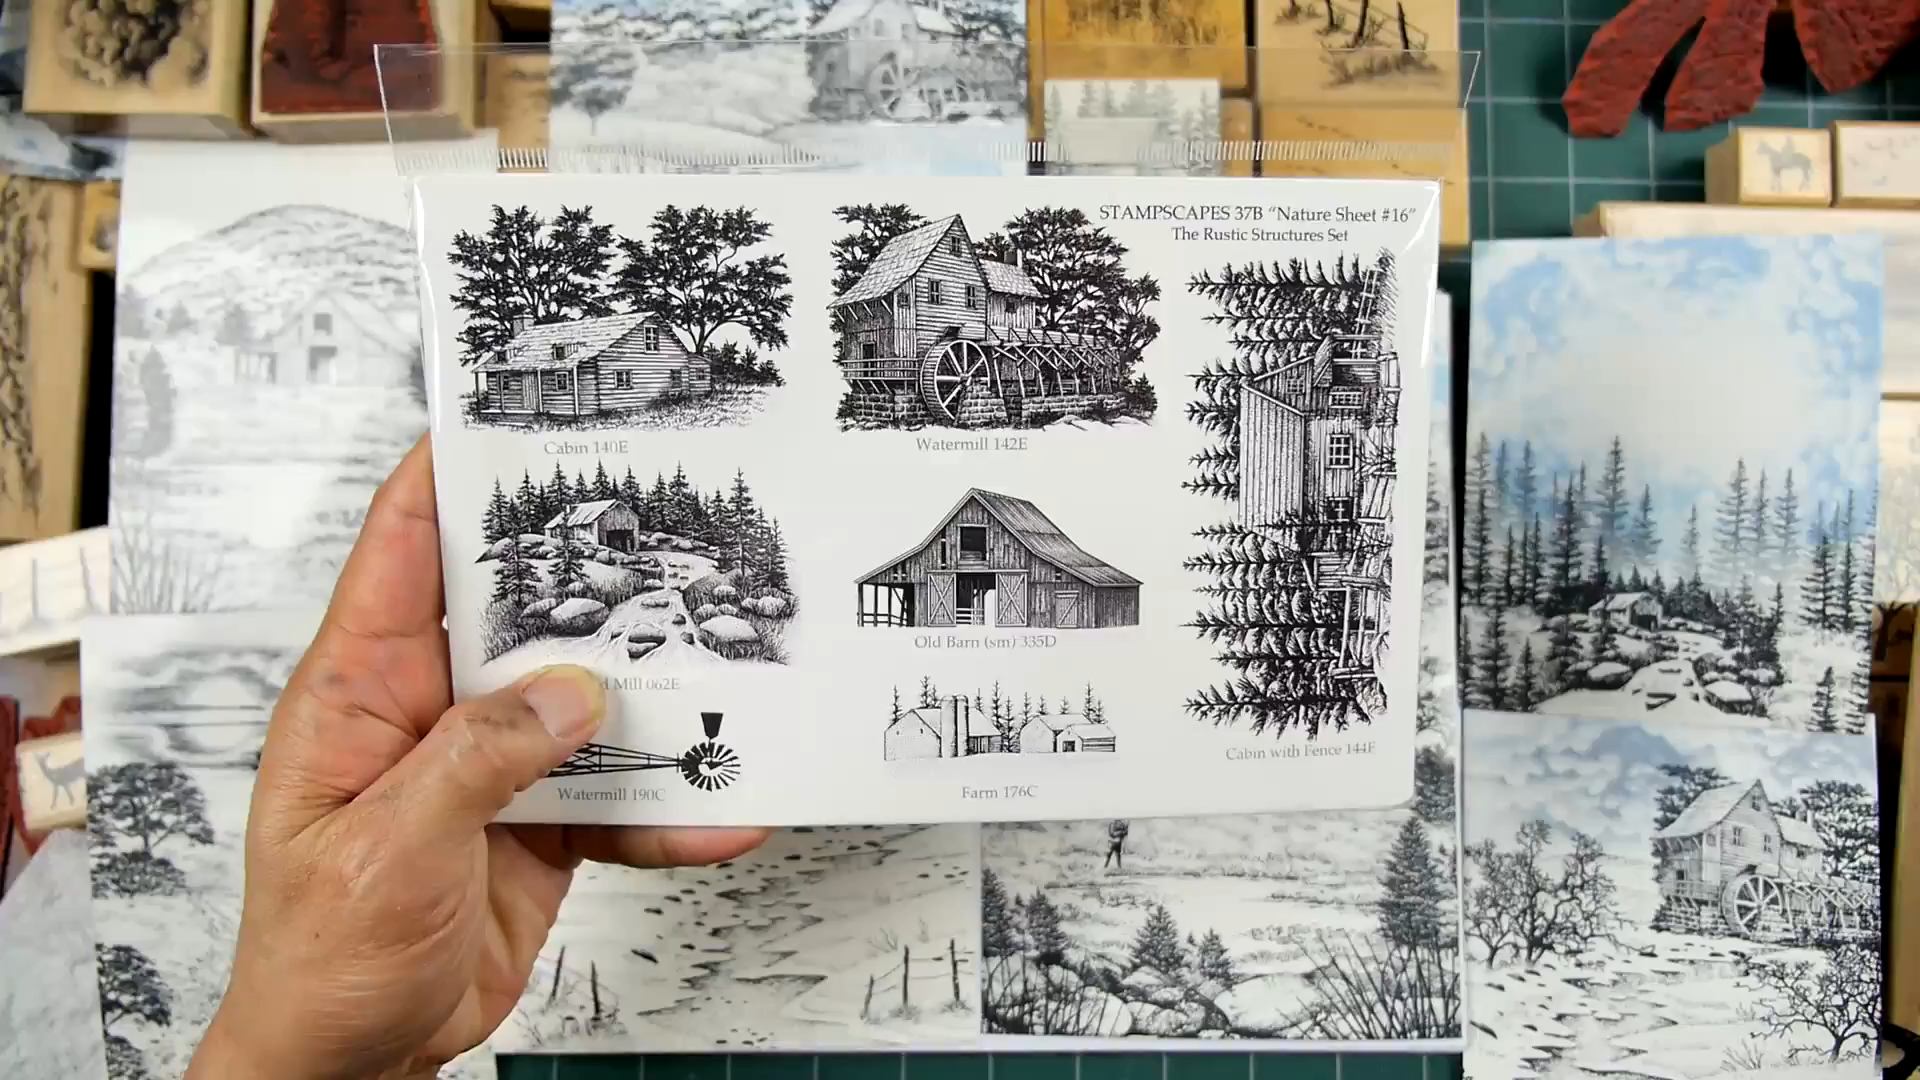 STAMPSCAPES 37B “Nature Sheet #16”
The Rustic Structures Set
Cabin 140E
Watermill 142E
Mill 062E
Old Barn (sm) 335D
Cabin with Fence 144F
Watermill 190C
Farm 176C